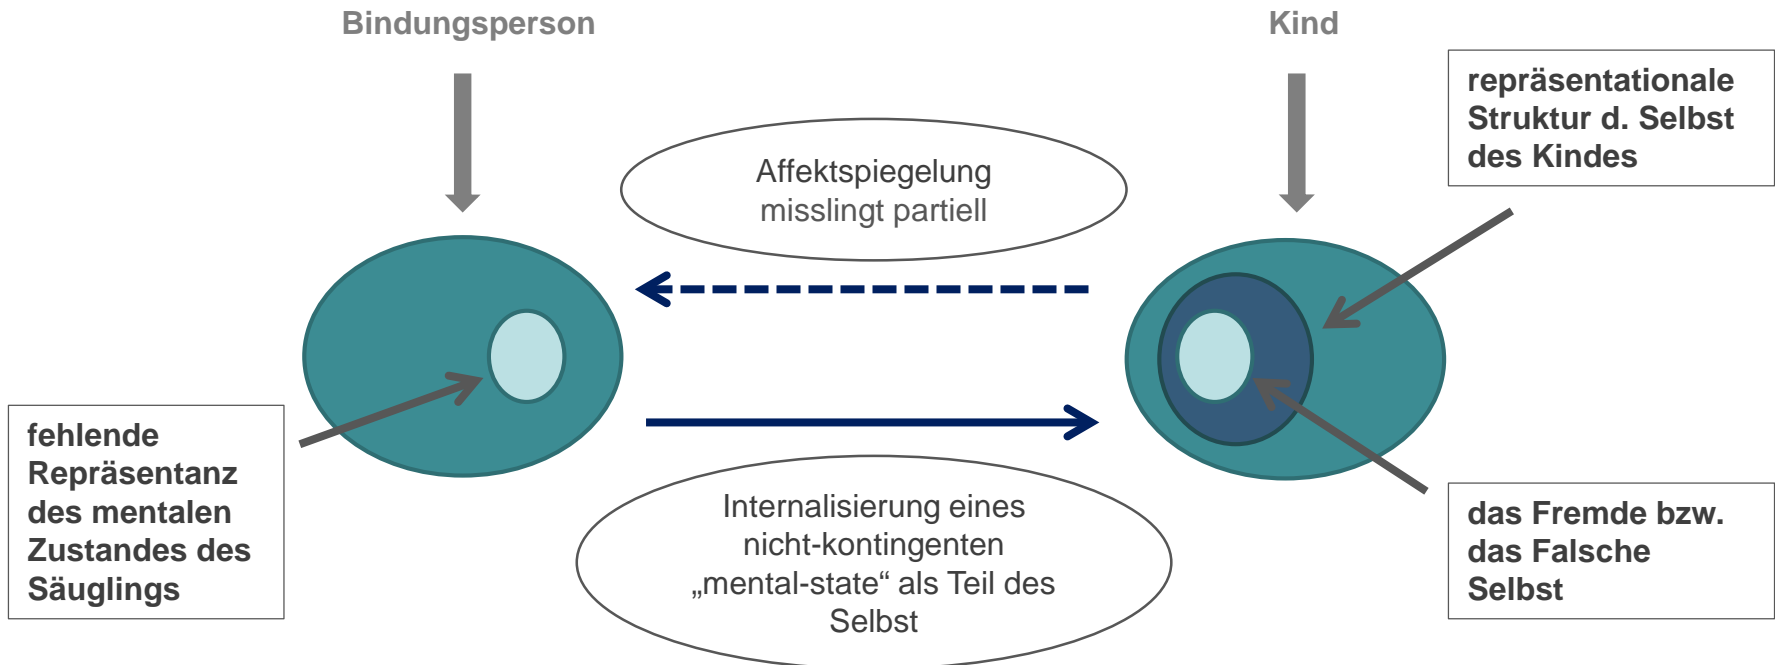 Bindungsperson
Kind
repräsentationale
Struktur d. Selbst
des Kindes
Affektspiegelung
misslingt partiell
fehlende
Repräsentanz
des mentalen
Zustandes des
Säuglings
Internalisierung eines
nicht-kontingenten
„mental-state“ als Teil des
Selbst
das Fremde bzw.
das Falsche
Selbst